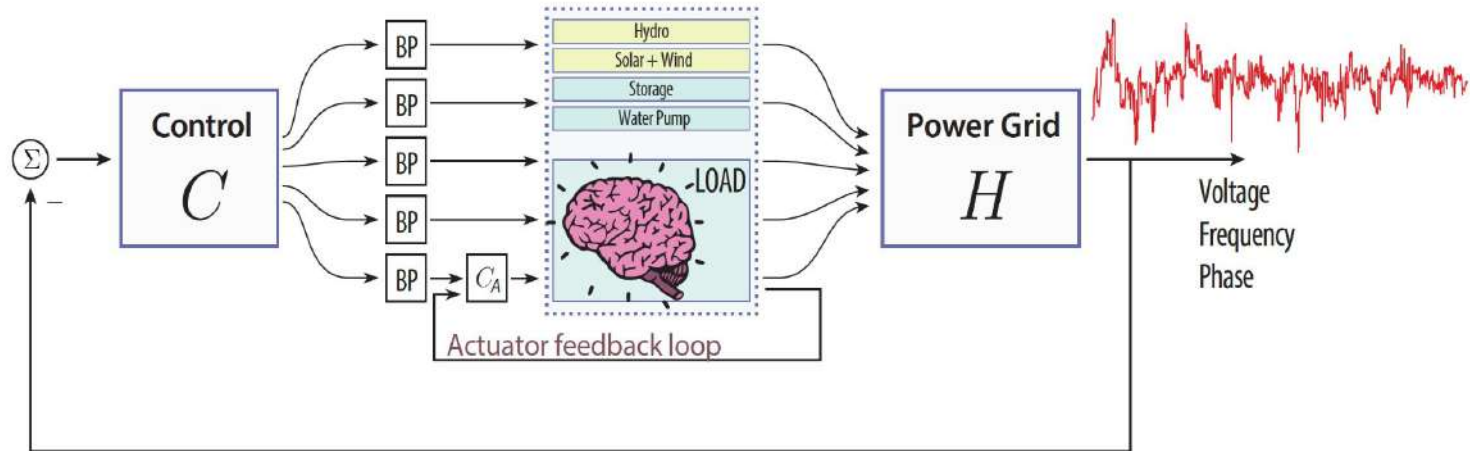 Σ
−
Control
C
BP
BP
BP
BP
BP
C_A
Hydro
Solar + Wind
Storage
Water Pump
LOAD
Actuator feedback loop
Power Grid
H
Voltage
Frequency
Phase